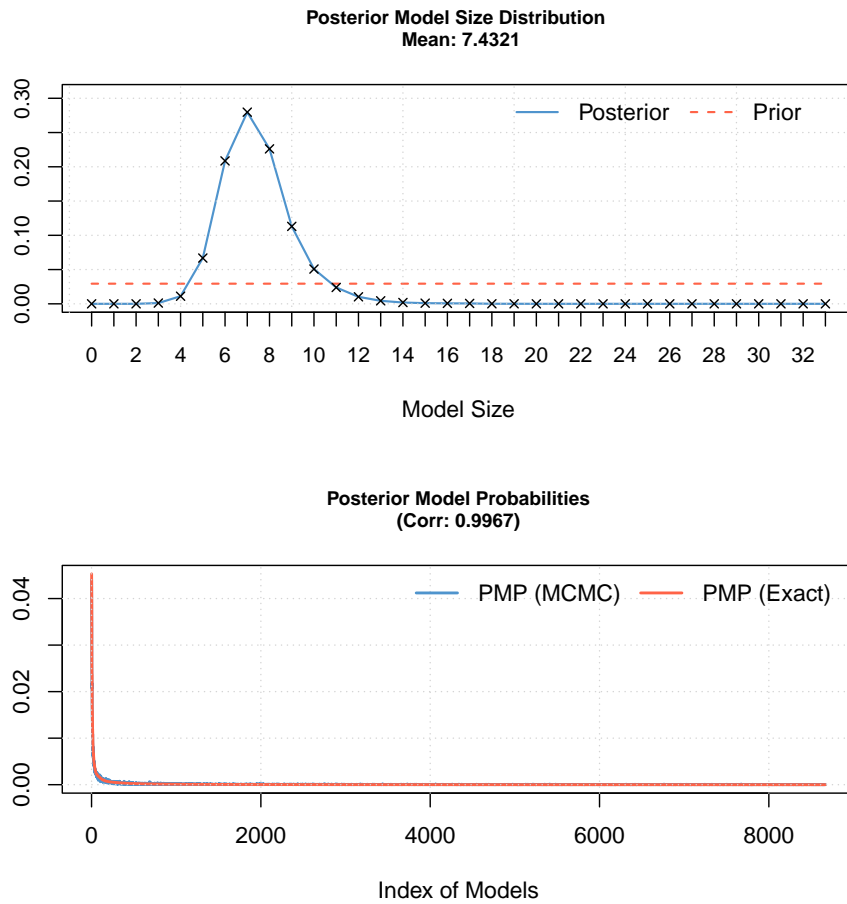 Posterior Model Size Distribution
Mean: 7.4321
0.30
0.20
0.10
0.00
Posterior
Prior
0 2 4 6 8 10 12 14 16 18 20 22 24 26 28 30 32
Model Size
Posterior Model Probabilities
(Corr: 0.9967)
0.04
0.02
0.00
PMP (MCMC)
PMP (Exact)
0 2000 4000 6000 8000
Index of Models